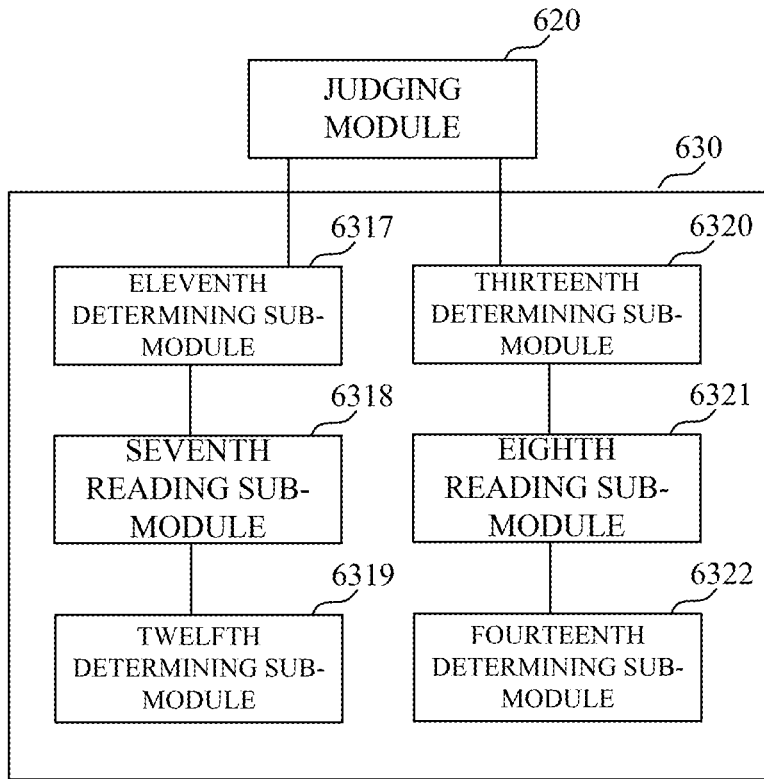 620
JUDGING
MODULE
630
6317
ELEVENTH
DETERMINING SUB-
MODULE
6320
THIRTEENTH
DETERMINING SUB-
MODULE
6318
SEVENTH
READING SUB-
MODULE
6321
EIGHTH
READING SUB-
MODULE
6319
TWELFTH
DETERMINING SUB-
MODULE
6322
FOURTEENTH
DETERMINING SUB-
MODULE